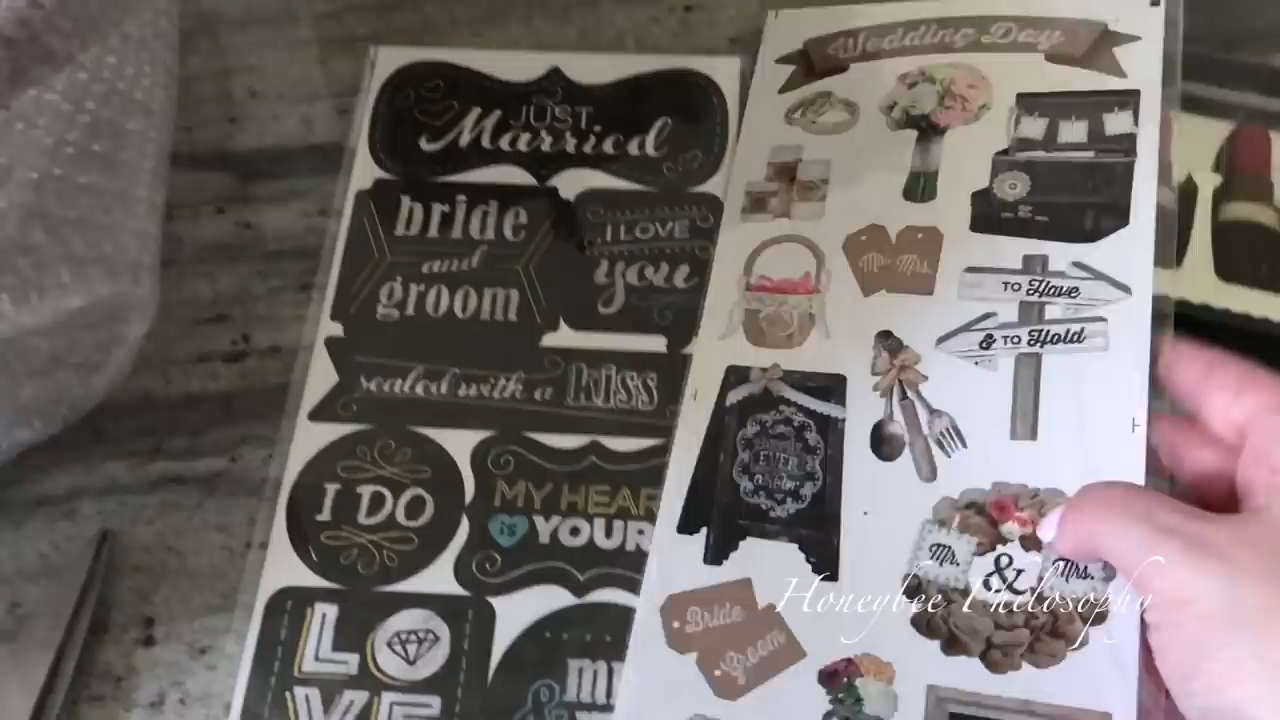 JUST
Married
bride
and
groom
I LOVE
you
sealed with a kiss
I DO
MY HEAR
is YOUR
LO
VE
&
Wedding Day
Mr. Mrs.
TO Have
& TO Hold
EVER
Mr. & Mrs.
Bride
Groom
Honeybee Philosophy